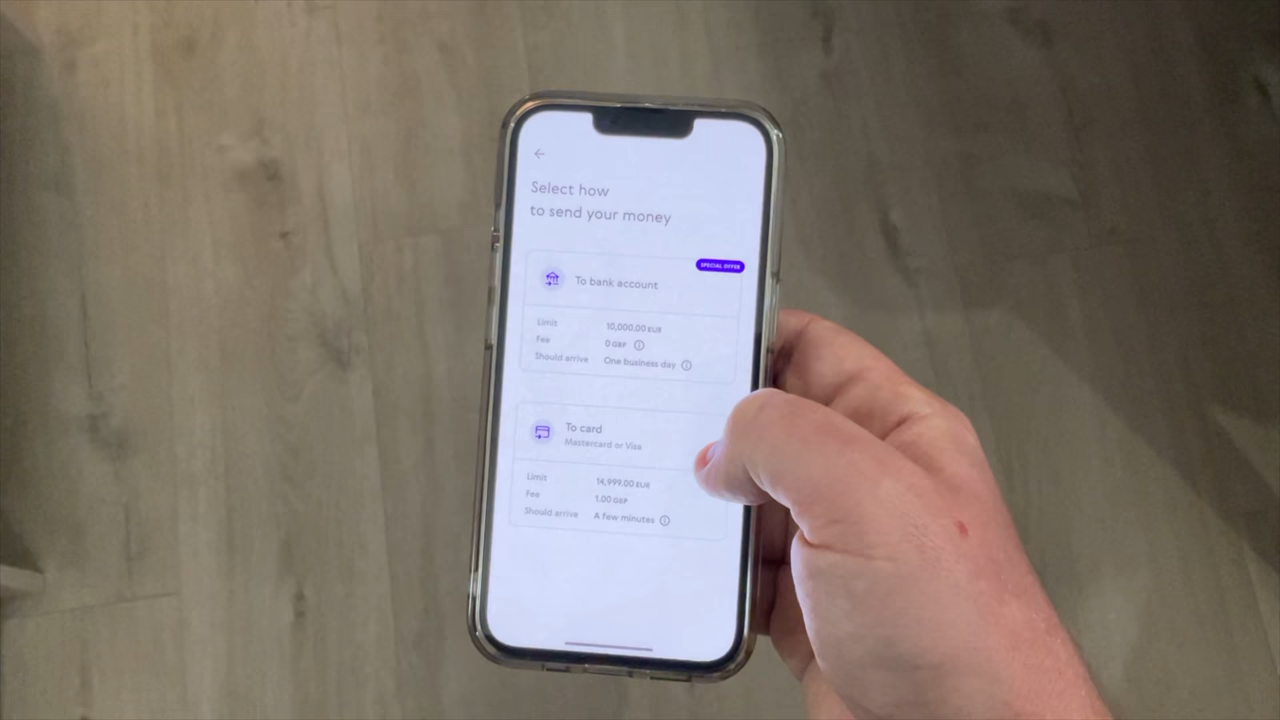 Select how
to send your money
SPECIAL OFFER
To bank account
Limit 10,000.00 EUR
Fee 0 GBP
Should arrive One business day
To card
Mastercard or Visa
Limit 14,999.00 EUR
Fee 1.00 GBP
Should arrive A few minutes